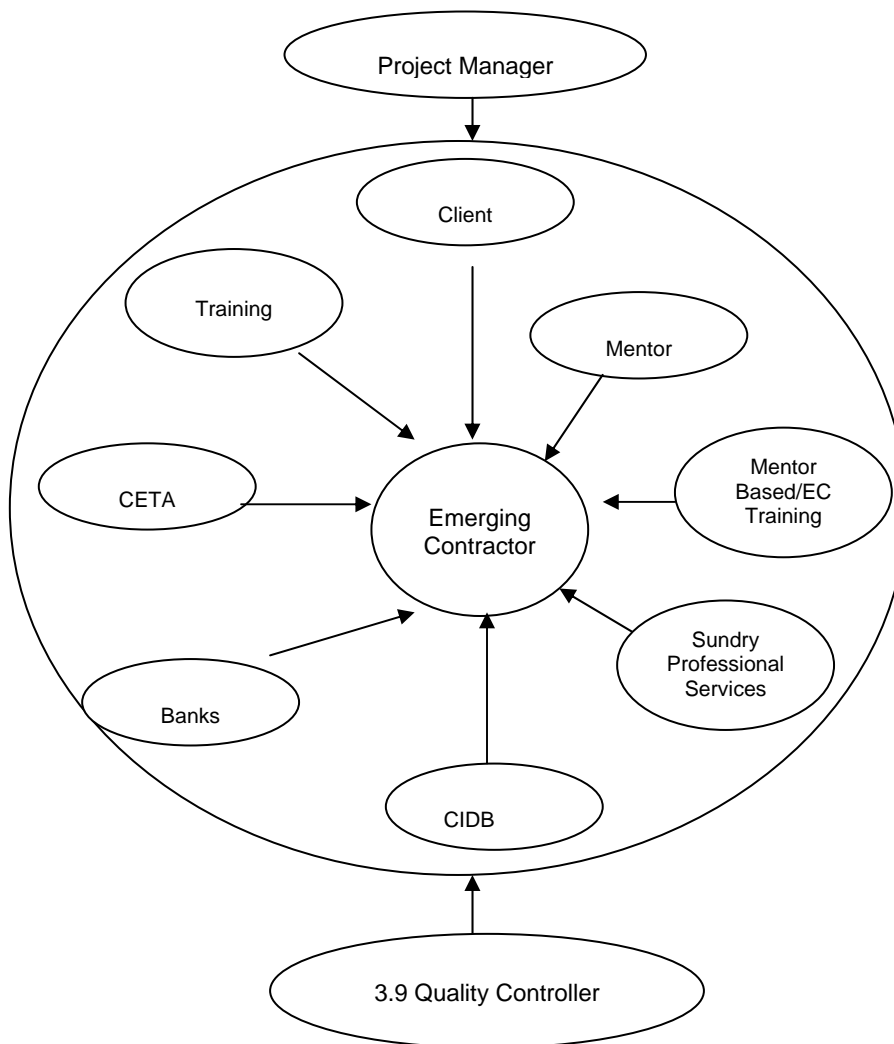 Project Manager
Client
Training
Mentor
CETA
Emerging
Contractor
Mentor
Based/EC
Training
Sundry
Professional
Services
Banks
CIDB
3.9 Quality Controller